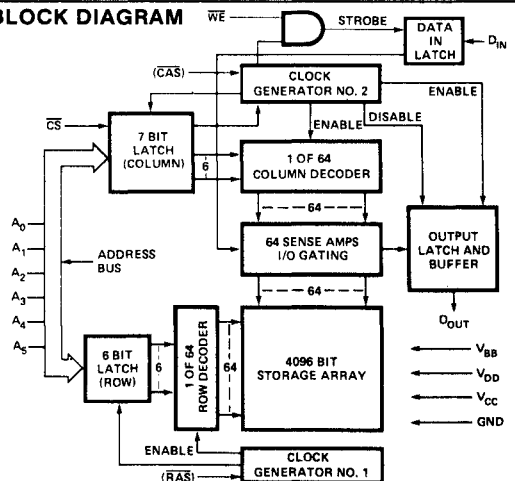 BLOCK DIAGRAM
WE
STROBE
DATA
IN
LATCH
DIN
(CAS)
CLOCK
GENERATOR NO. 2
ENABLE
DISABLE
ENABLE
CS
7 BIT
LATCH
(COLUMN)
6
1 OF 64
COLUMN DECODER
64
A0
A1
A2
A3
A4
A5
ADDRESS
BUS
64 SENSE AMPS
I/O GATING
OUTPUT
LATCH AND
BUFFER
64
DOUT
6 BIT
LATCH
(ROW)
6
1 OF 64
ROW DECODER
64
4096 BIT
STORAGE ARRAY
VBB
VDD
VCC
GND
ENABLE
(RAS)
CLOCK
GENERATOR NO. 1